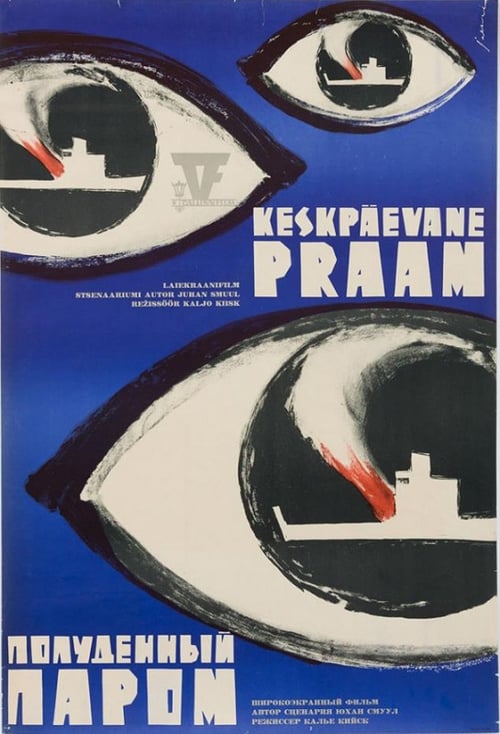 KESKPÄEVANE
PRAAM
LAIEKRAANIFILM
STSENAARIUMI AUTOR JUHAN SMUUL
REŽISSÖÖR KALJO KIISK
ПОЛУДЕННЫЙ
ПАРОМ
ШИРОКОЭКРАННЫЙ ФИЛЬМ
АВТОР СЦЕНАРИЯ ЮХАН СМУУЛ
РЕЖИССЕР КАЛЬЕ КИЙСК